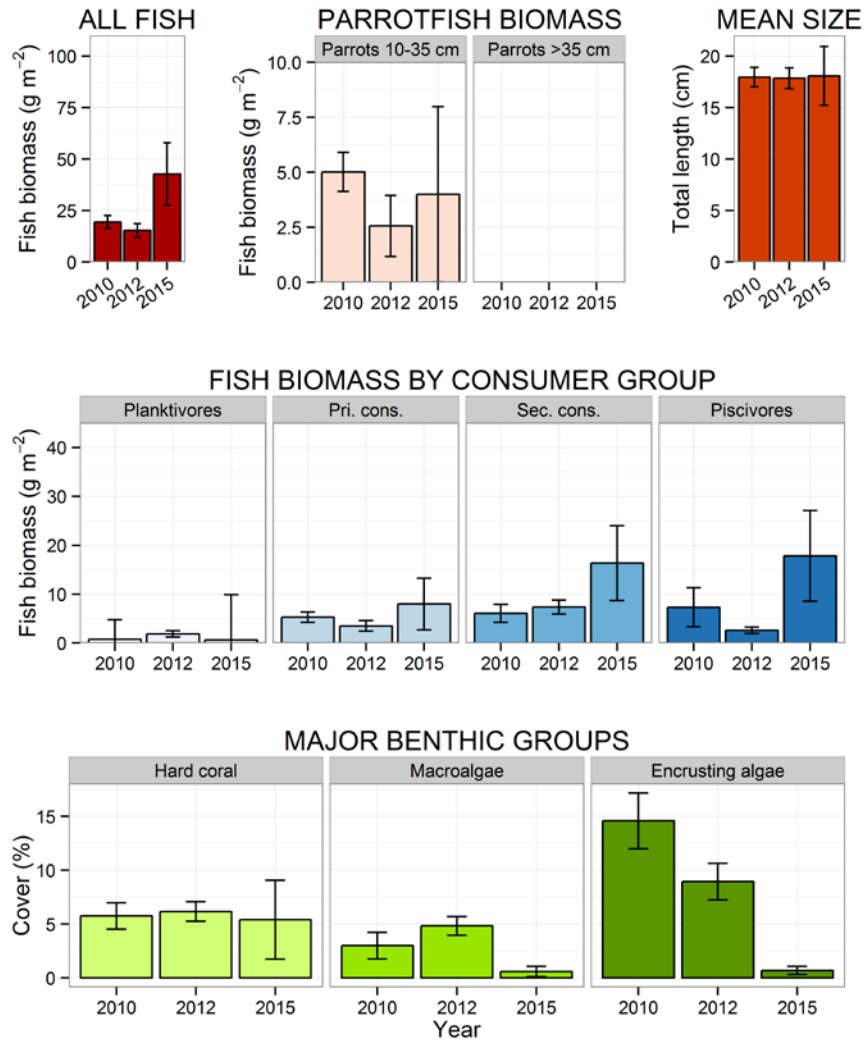 ALL FISH
Fish biomass (g m⁻²)
100
75
50
25
0
2010 2012 2015
PARROTFISH BIOMASS
Parrots 10-35 cm Parrots >35 cm
Fish biomass (g m⁻²)
10.0
7.5
5.0
2.5
0.0
2010 2012 2015 2010 2012 2015
MEAN SIZE
Total length (cm)
20
15
10
5
0
2010 2012 2015
FISH BIOMASS BY CONSUMER GROUP
Planktivores Pri. cons. Sec. cons. Piscivores
Fish biomass (g m⁻²)
40
30
20
10
0
2010 2012 2015 2010 2012 2015 2010 2012 2015 2010 2012 2015
MAJOR BENTHIC GROUPS
Hard coral Macroalgae Encrusting algae
Cover (%)
15
10
5
0
2010 2012 2015 2010 2012 2015 2010 2012 2015
Year